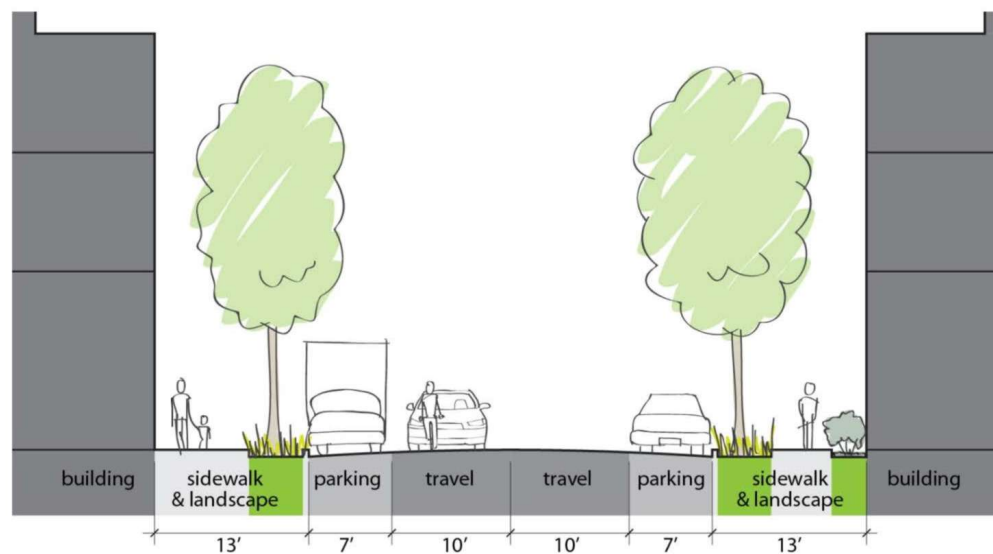 building
sidewalk
& landscape
parking
travel
travel
parking
sidewalk
& landscape
building
13′
7′
10′
10′
7′
13′